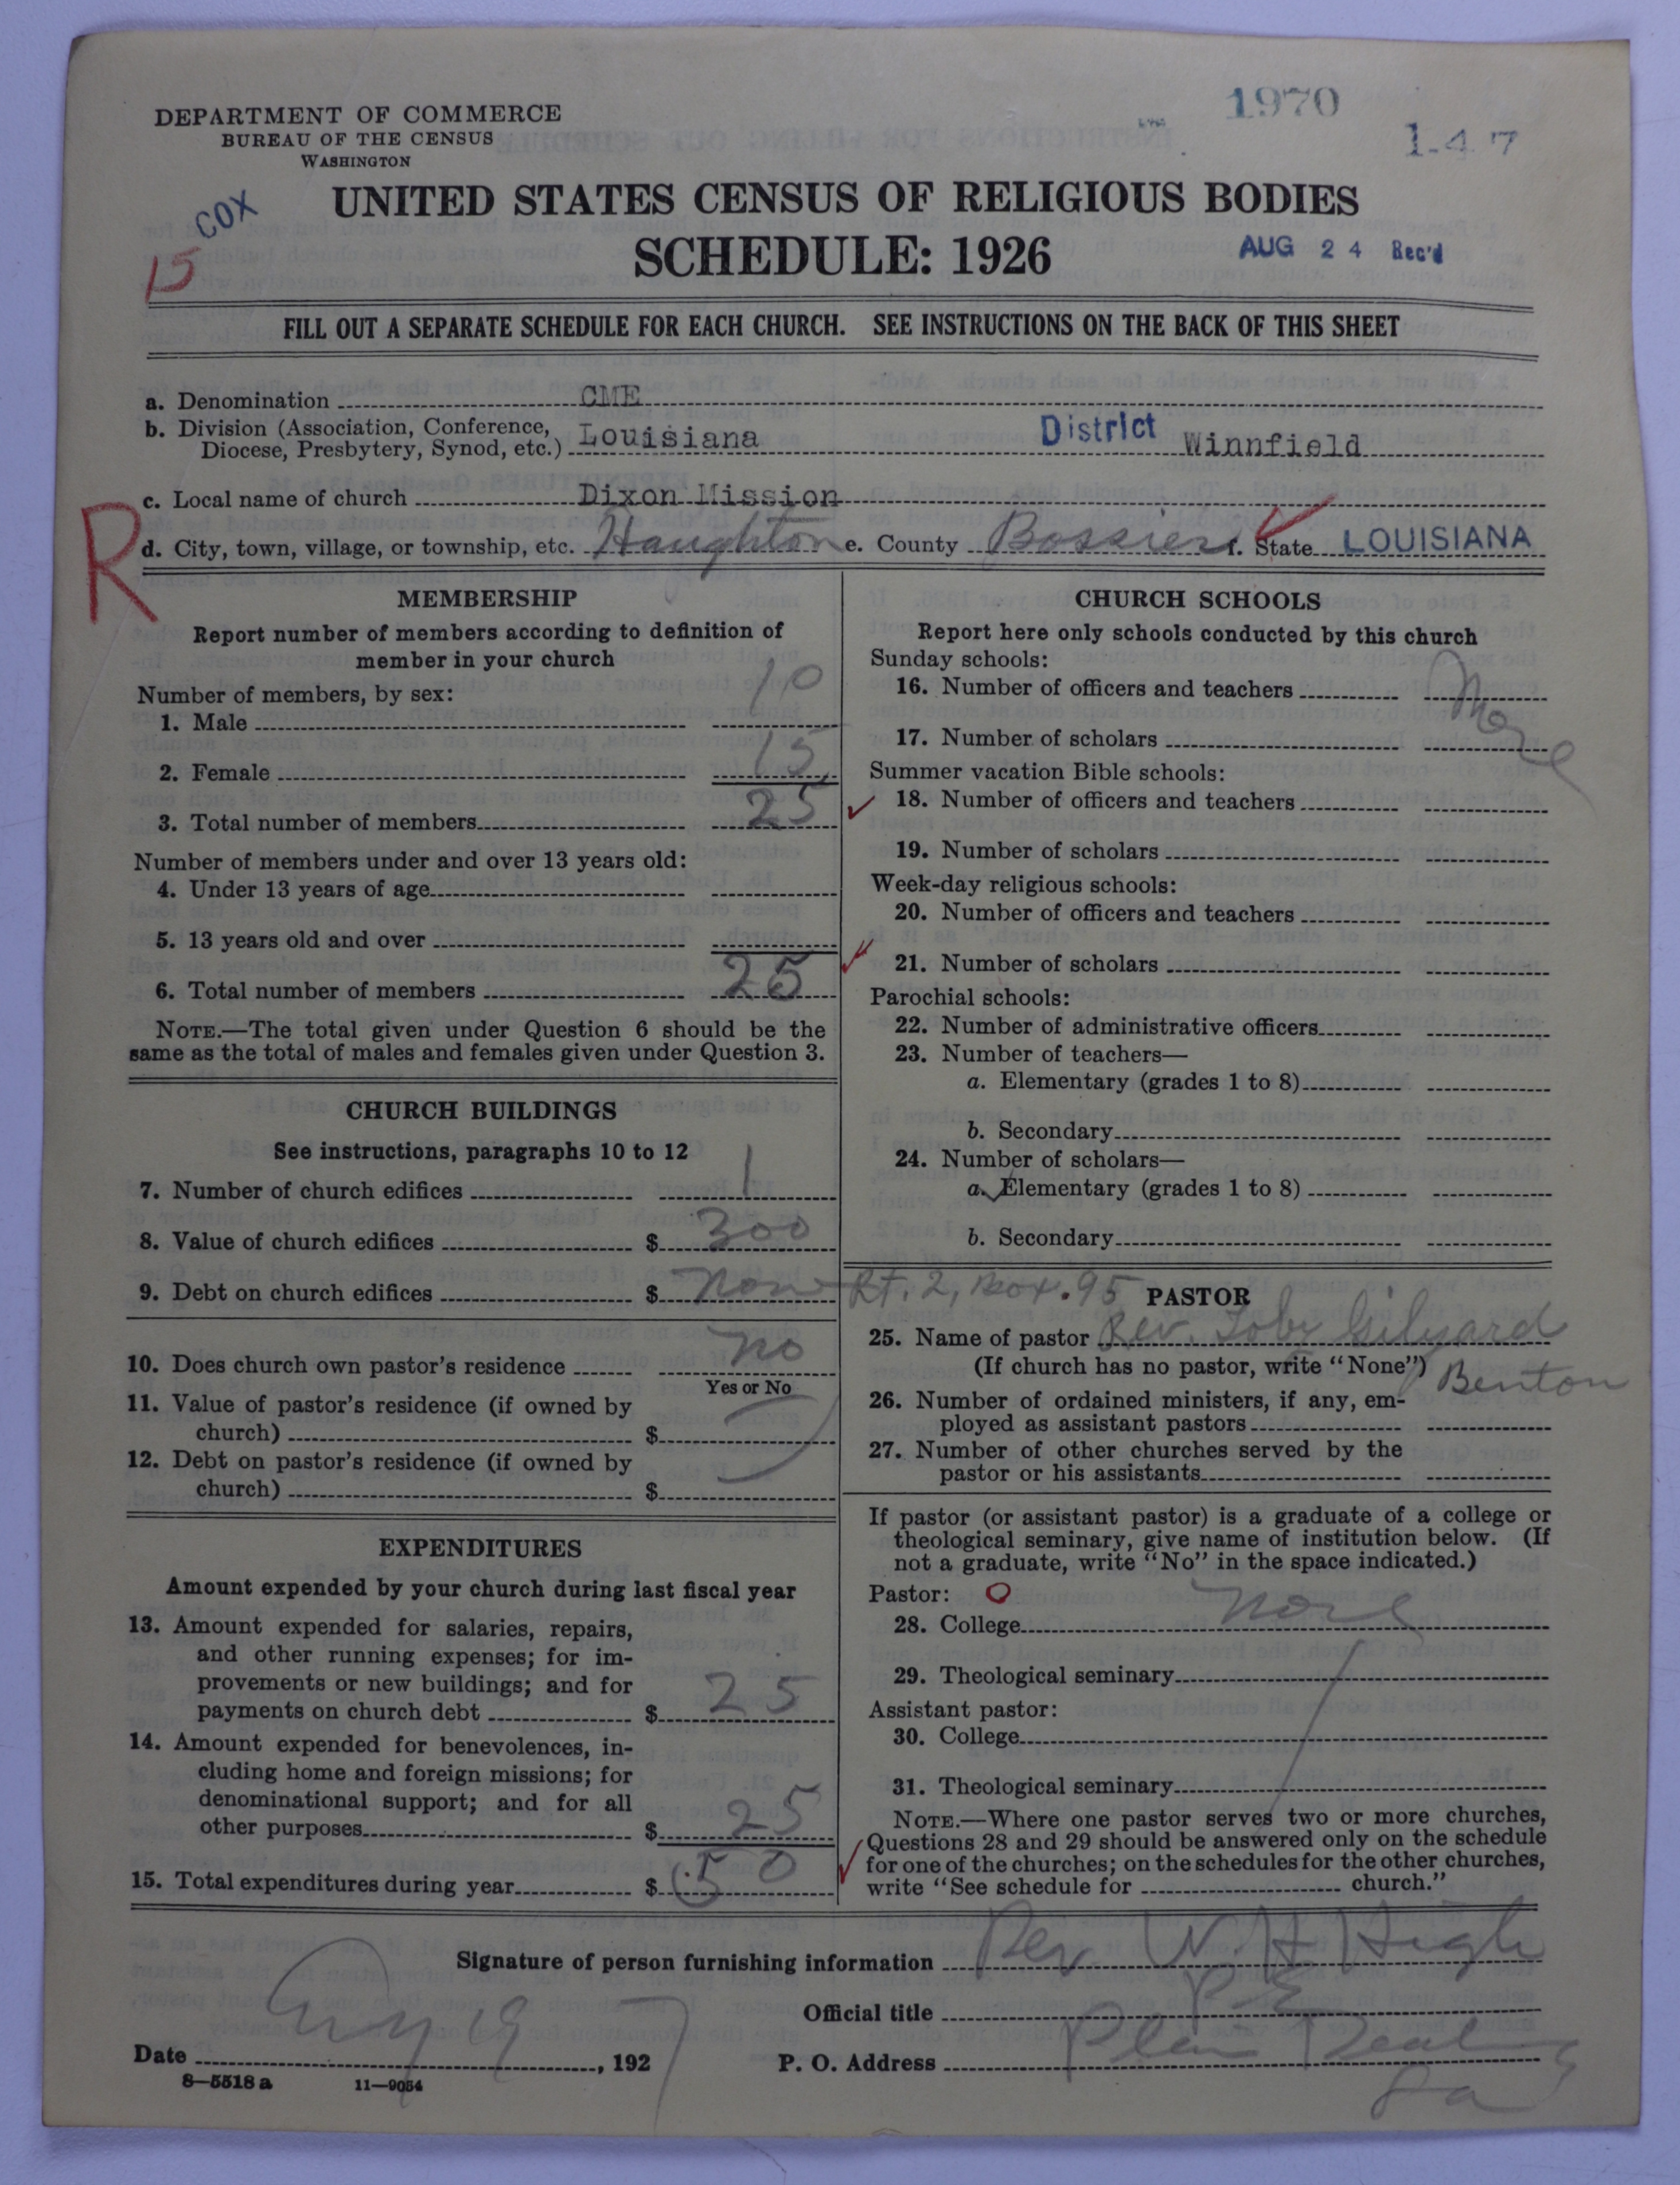 DEPARTMENT OF COMMERCE
BUREAU OF THE CENSUS
WASHINGTON
1970
1-47
COX
15
UNITED STATES CENSUS OF RELIGIOUS BODIES
SCHEDULE: 1926
AUG 24 Rec'd
FILL OUT A SEPARATE SCHEDULE FOR EACH CHURCH. SEE INSTRUCTIONS ON THE BACK OF THIS SHEET
a. Denomination CME
b. Division (Association, Conference, Diocese, Presbytery, Synod, etc.) Louisiana District Winnfield
c. Local name of church Dixon Mission
R
d. City, town, village, or township, etc. Haughton e. County Bossier f. State LOUISIANA
MEMBERSHIP
Report number of members according to definition of
member in your church
Number of members, by sex:
1. Male 10
2. Female 15
3. Total number of members 25
Number of members under and over 13 years old:
4. Under 13 years of age
5. 13 years old and over
6. Total number of members 25
NOTE.—The total given under Question 6 should be the
same as the total of males and females given under Question 3.
CHURCH BUILDINGS
See instructions, paragraphs 10 to 12
7. Number of church edifices 1
8. Value of church edifices $ 300
9. Debt on church edifices $ none
10. Does church own pastor's residence no
Yes or No
11. Value of pastor's residence (if owned by
church) $
12. Debt on pastor's residence (if owned by
church) $
EXPENDITURES
Amount expended by your church during last fiscal year
13. Amount expended for salaries, repairs,
and other running expenses; for im-
provements or new buildings; and for
payments on church debt $ 25
14. Amount expended for benevolences, in-
cluding home and foreign missions; for
denominational support; and for all
other purposes $ 25
15. Total expenditures during year $ 50
CHURCH SCHOOLS
Report here only schools conducted by this church
Sunday schools:
16. Number of officers and teachers None
17. Number of scholars
Summer vacation Bible schools:
18. Number of officers and teachers
19. Number of scholars
Week-day religious schools:
20. Number of officers and teachers
21. Number of scholars
Parochial schools:
22. Number of administrative officers
23. Number of teachers—
a. Elementary (grades 1 to 8)
b. Secondary
24. Number of scholars—
a. Elementary (grades 1 to 8)
b. Secondary
Rt. 2, Box. 95 PASTOR
25. Name of pastor Rev. Toby Gilyard
(If church has no pastor, write "None") Benton
26. Number of ordained ministers, if any, em-
ployed as assistant pastors
27. Number of other churches served by the
pastor or his assistants
If pastor (or assistant pastor) is a graduate of a college or
theological seminary, give name of institution below. (If
not a graduate, write "No" in the space indicated.)
Pastor: O
28. College none
29. Theological seminary
Assistant pastor:
30. College
31. Theological seminary
NOTE.—Where one pastor serves two or more churches,
Questions 28 and 29 should be answered only on the schedule
for one of the churches; on the schedules for the other churches,
write "See schedule for church."
Signature of person furnishing information Rev. W. H. High
Official title P E
Date Aug 19, 1927
P. O. Address Plain Dealing
La
8—5518 a 11—9054